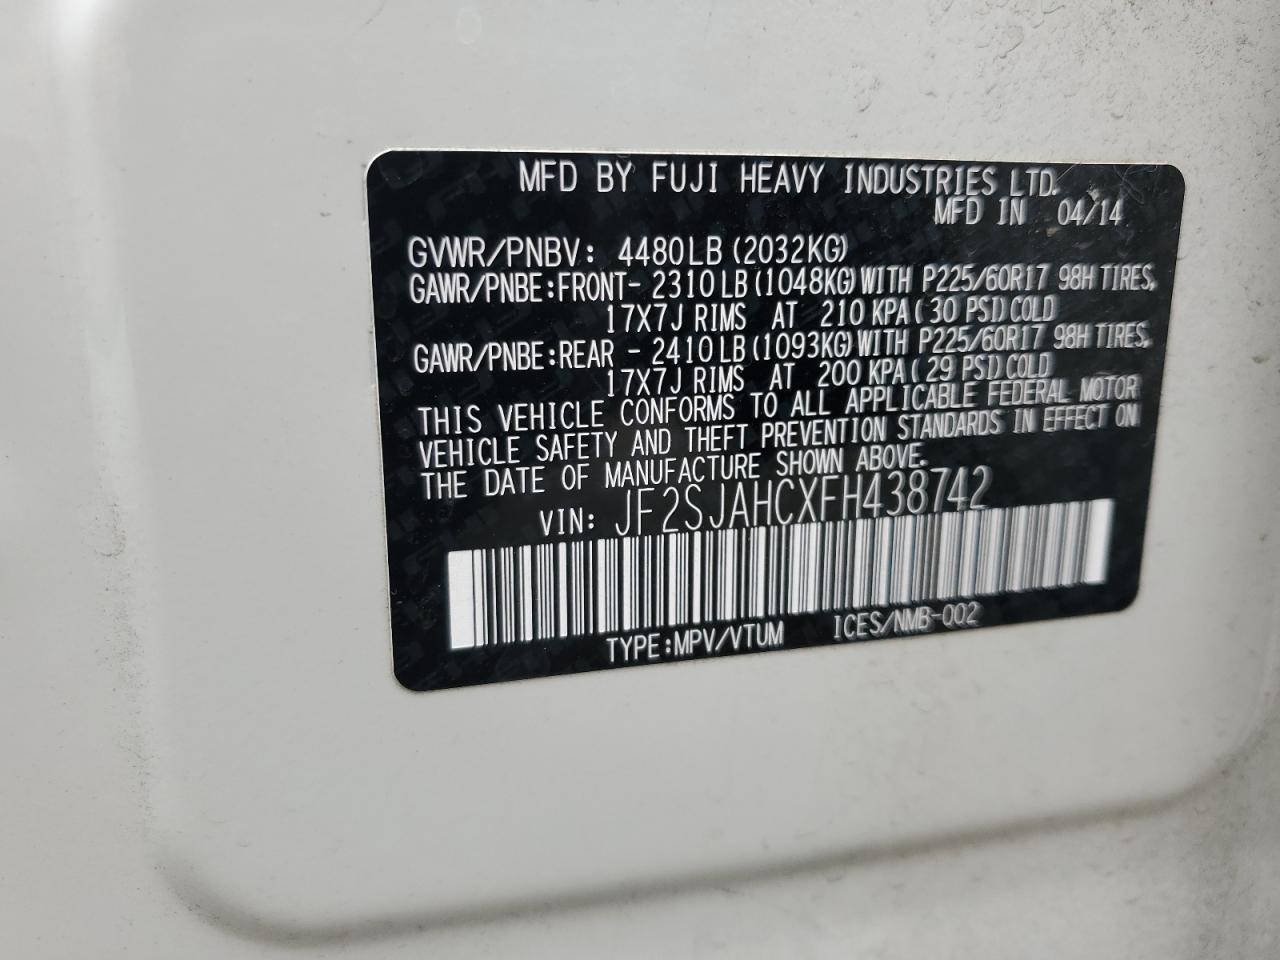 MFD BY FUJI HEAVY INDUSTRIES LTD.
MFD IN 04/14
GVWR/PNBV: 4480LB (2032KG)
GAWR/PNBE:FRONT- 2310LB(1048KG)WITH P225/60R17 98H TIRES,
17X7J RIMS AT 210 KPA(30 PSI)COLD
GAWR/PNBE:REAR - 2410LB(1093KG)WITH P225/60R17 98H TIRES,
17X7J RIMS AT 200 KPA(29 PSI)COLD
THIS VEHICLE CONFORMS TO ALL APPLICABLE FEDERAL MOTOR
VEHICLE SAFETY AND THEFT PREVENTION STANDARDS IN EFFECT ON
THE DATE OF MANUFACTURE SHOWN ABOVE.
VIN: JF2SJAHCXFH438742
TYPE:MPV/VTUM ICES/NMB-002